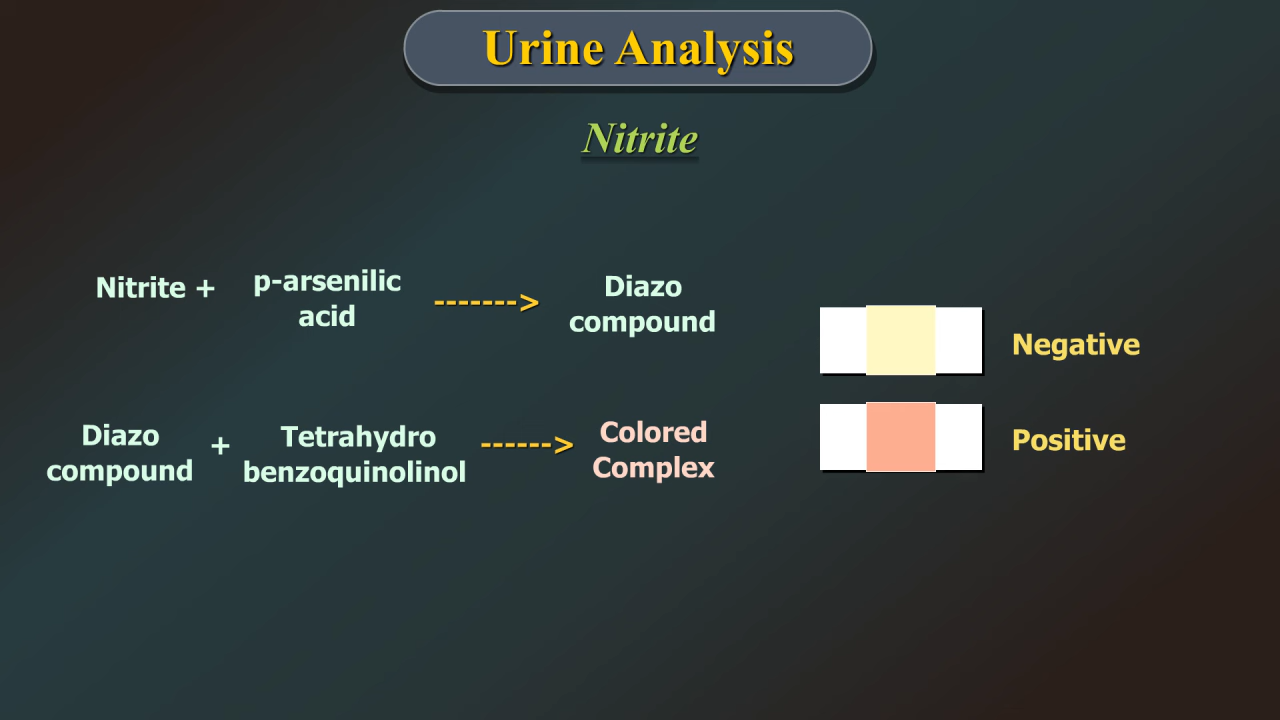 Urine Analysis
Nitrite
Nitrite + p-arsenilic acid -------> Diazo compound
Negative
Diazo compound + Tetrahydro benzoquinolinol ------> Colored Complex
Positive